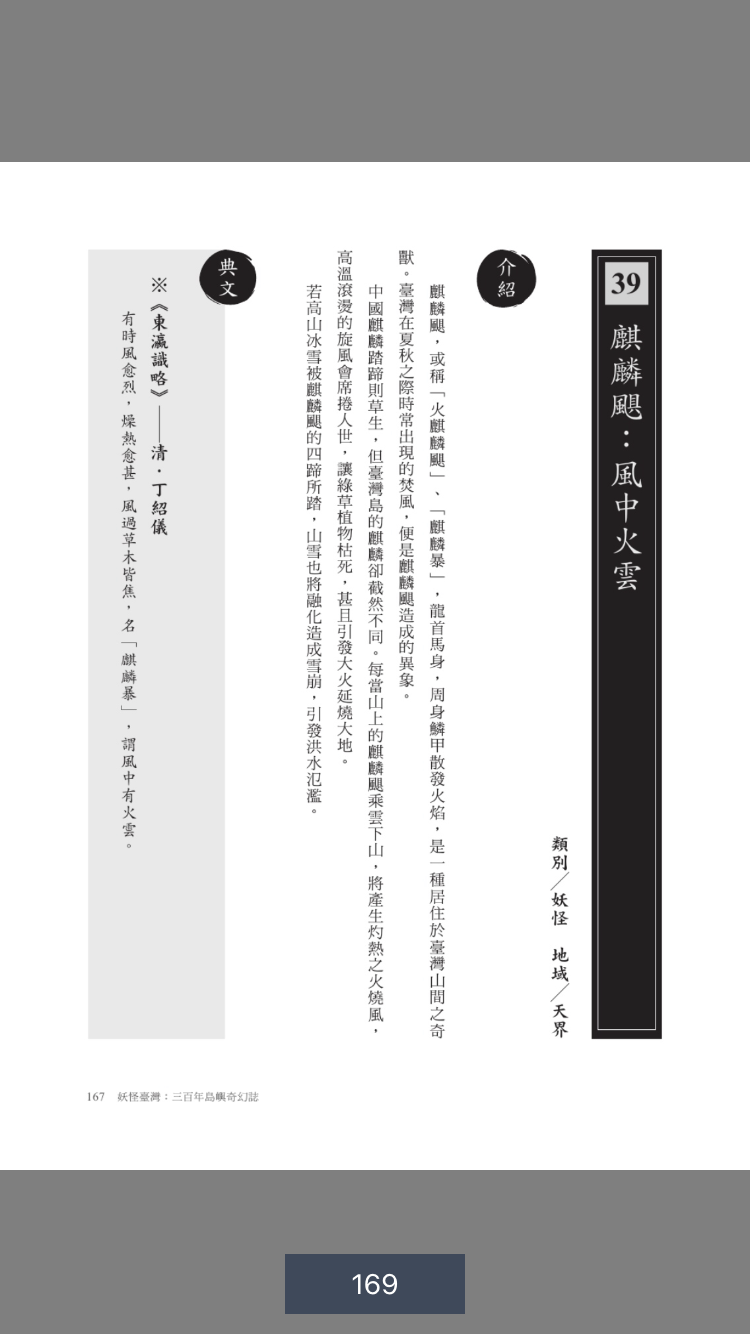 39 麒麟颶：風中火雲
類別／妖怪　地域／天界
介紹
麒麟颶，或稱「火麒麟颶」、「麒麟暴」，龍首馬身，周身鱗甲散發火焰，是一種居住於臺灣山間之奇
獸。臺灣在夏秋之際時常出現的焚風，便是麒麟颶造成的異象。
中國麒麟踏蹄則草生，但臺灣島的麒麟卻截然不同。每當山上的麒麟颶乘雲下山，將產生灼熱之火燒風，
高溫滾燙的旋風會席捲人世，讓綠草植物枯死，甚且引發大火延燒大地。
若高山冰雪被麒麟颶的四蹄所踏，山雪也將融化造成雪崩，引發洪水氾濫。
典文
※《東瀛識略》——清．丁紹儀
有時風愈烈，燥熱愈甚，風過草木皆焦，名「麒麟暴」，謂風中有火雲。
167　妖怪臺灣：三百年島嶼奇幻誌
169